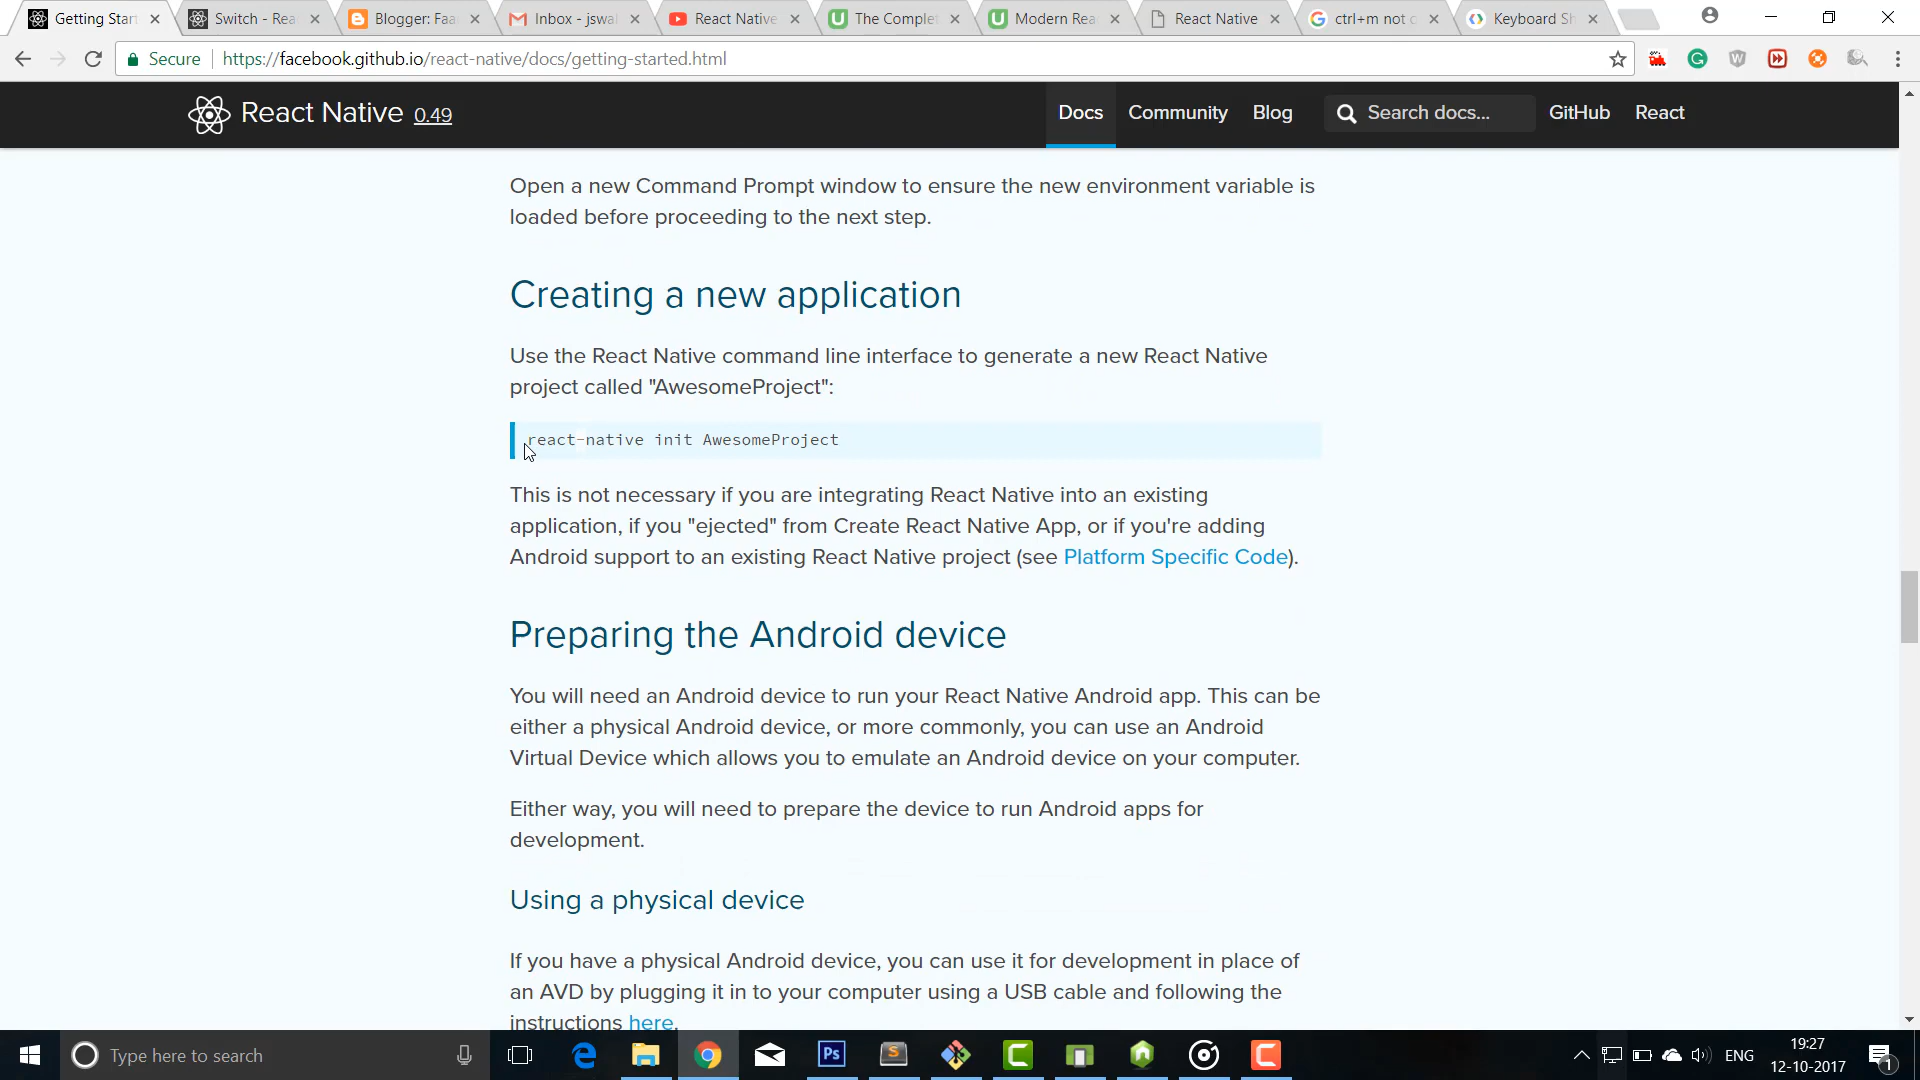 Getting Start
Switch - Rea
Blogger: Faa
Inbox - jswal
React Native
The Complet
Modern Rea
React Native
ctrl+m not o
Keyboard Sh
Secure
https://facebook.github.io/react-native/docs/getting-started.html
React Native 0.49
Docs
Community
Blog
Search docs...
GitHub
React
Open a new Command Prompt window to ensure the new environment variable is
loaded before proceeding to the next step.
Creating a new application
Use the React Native command line interface to generate a new React Native
project called "AwesomeProject":
react-native init AwesomeProject
This is not necessary if you are integrating React Native into an existing
application, if you "ejected" from Create React Native App, or if you're adding
Android support to an existing React Native project (see Platform Specific Code).
Preparing the Android device
You will need an Android device to run your React Native Android app. This can be
either a physical Android device, or more commonly, you can use an Android
Virtual Device which allows you to emulate an Android device on your computer.
Either way, you will need to prepare the device to run Android apps for
development.
Using a physical device
If you have a physical Android device, you can use it for development in place of
an AVD by plugging it in to your computer using a USB cable and following the
instructions here.
Type here to search
Ps
ENG
19:27
12-10-2017
1